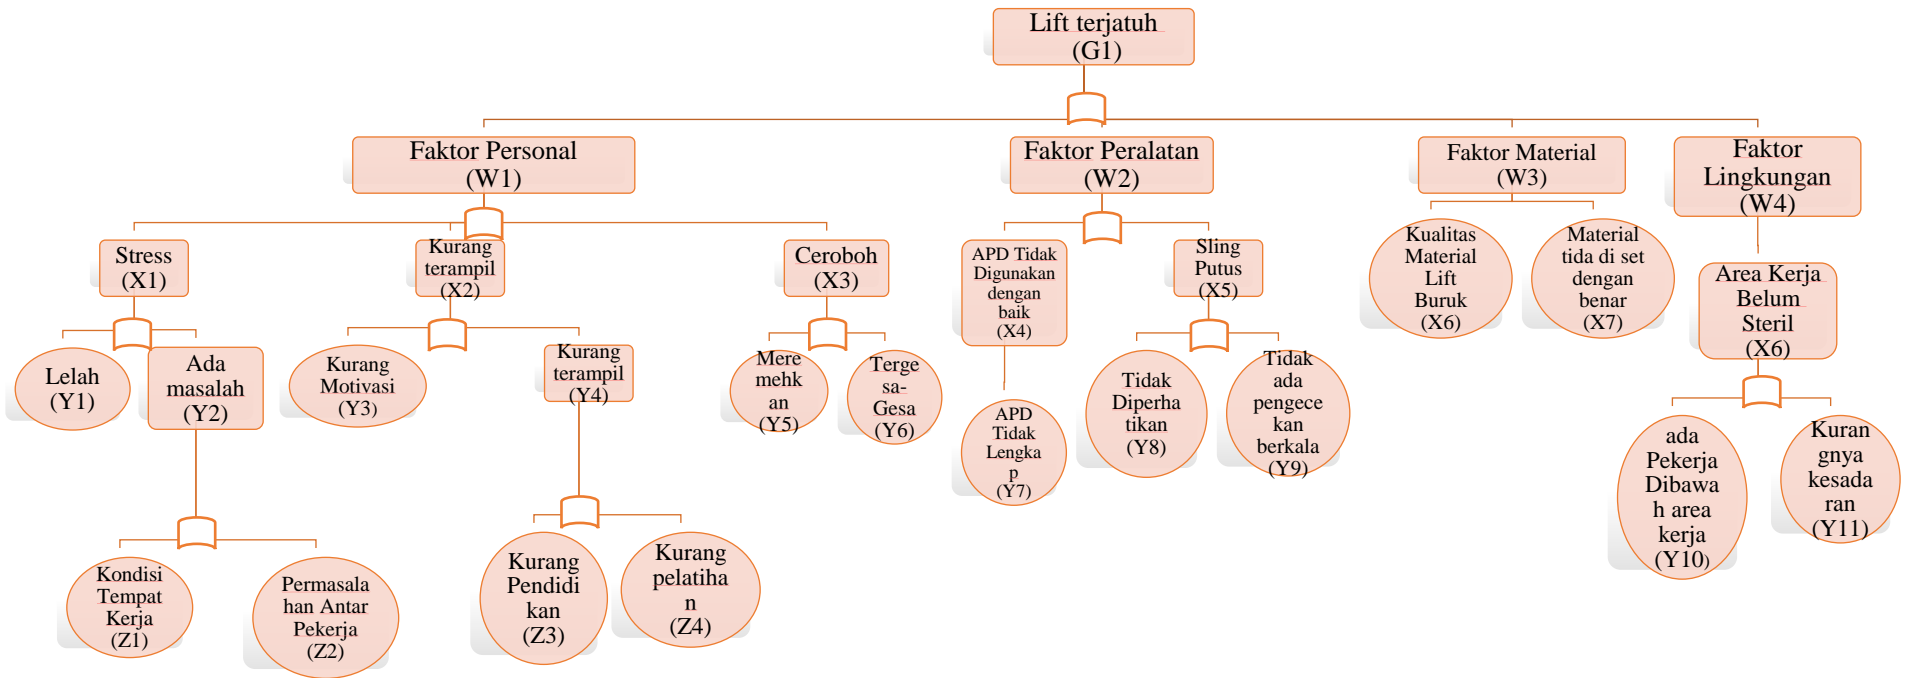 Lift terjatuh
(G1)
Faktor Personal
(W1)
Faktor Peralatan
(W2)
Faktor Material
(W3)
Faktor
Lingkungan
(W4)
Stress
(X1)
Kurang
terampil
(X2)
Ceroboh
(X3)
APD Tidak
Digunakan
dengan
baik
(X4)
Sling
Putus
(X5)
Kualitas
Material
Lift
Buruk
(X6)
Material
tida di set
dengan
benar
(X7)
Area Kerja
Belum
Steril
(X6)
Lelah
(Y1)
Ada
masalah
(Y2)
Kurang
Motivasi
(Y3)
Kurang
terampil
(Y4)
Mere
mehk
an
(Y5)
Terge
sa-
Gesa
(Y6)
APD
Tidak
Lengka
p
(Y7)
Tidak
Diperha
tikan
(Y8)
Tidak
ada
pengece
kan
berkala
(Y9)
ada
Pekerja
Dibawa
h area
kerja
(Y10)
Kuran
gnya
kesada
ran
(Y11)
Kondisi
Tempat
Kerja
(Z1)
Permasala
han Antar
Pekerja
(Z2)
Kurang
Pendidi
kan
(Z3)
Kurang
pelatiha
n
(Z4)